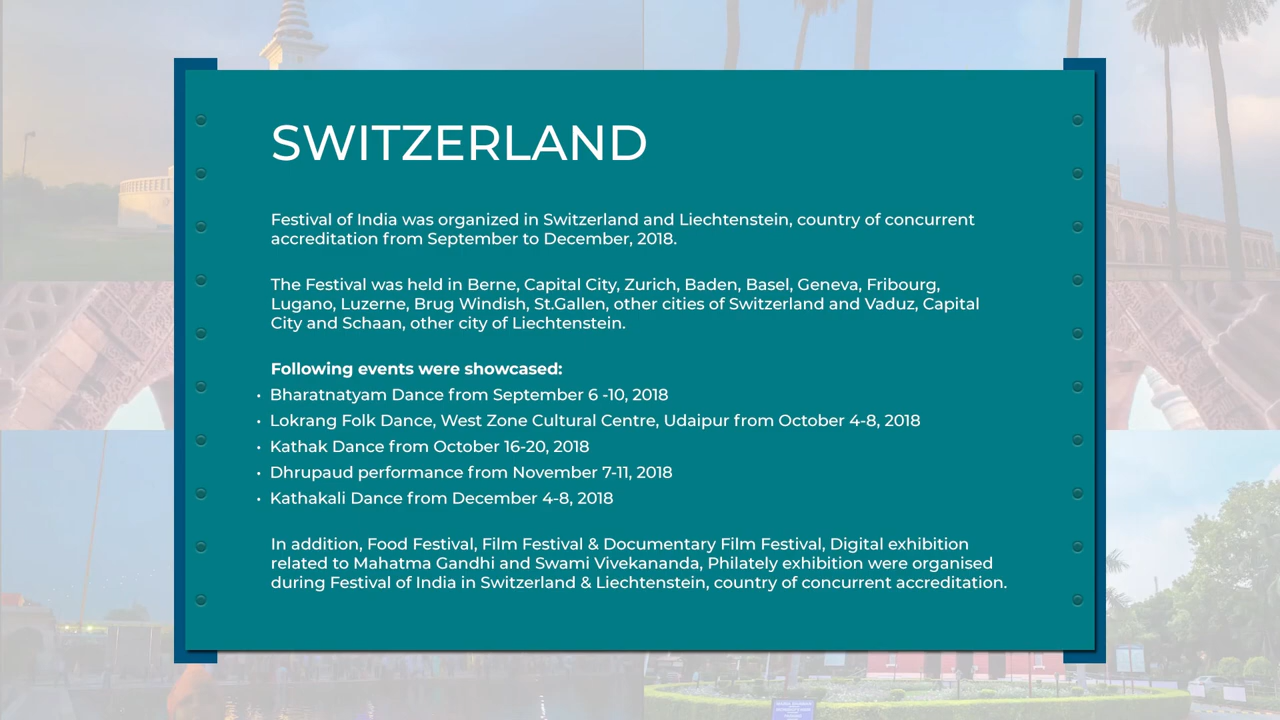 SWITZERLAND
Festival of India was organized in Switzerland and Liechtenstein, country of concurrent
accreditation from September to December, 2018.
The Festival was held in Berne, Capital City, Zurich, Baden, Basel, Geneva, Fribourg,
Lugano, Luzerne, Brug Windish, St.Gallen, other cities of Switzerland and Vaduz, Capital
City and Schaan, other city of Liechtenstein.
Following events were showcased:
• Bharatnatyam Dance from September 6 -10, 2018
• Lokrang Folk Dance, West Zone Cultural Centre, Udaipur from October 4-8, 2018
• Kathak Dance from October 16-20, 2018
• Dhrupaud performance from November 7-11, 2018
• Kathakali Dance from December 4-8, 2018
In addition, Food Festival, Film Festival & Documentary Film Festival, Digital exhibition
related to Mahatma Gandhi and Swami Vivekananda, Philately exhibition were organised
during Festival of India in Switzerland & Liechtenstein, country of concurrent accreditation.